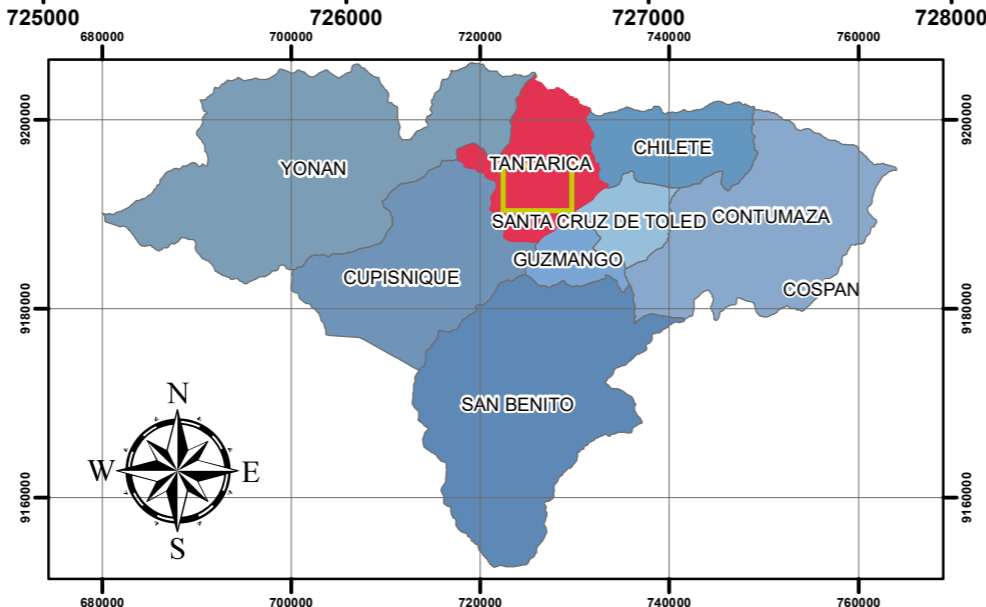 725000 726000 727000 728000
680000 700000 720000 740000 760000
9200000 9200000
CHILETE
TANTARICA
YONAN
CONTUMAZA
SANTA CRUZ DE TOLED
GUZMANGO
CUPISNIQUE
COSPAN
9180000 9180000
SAN BENITO
N
W E
S
9160000 9160000
680000 700000 720000 740000 760000